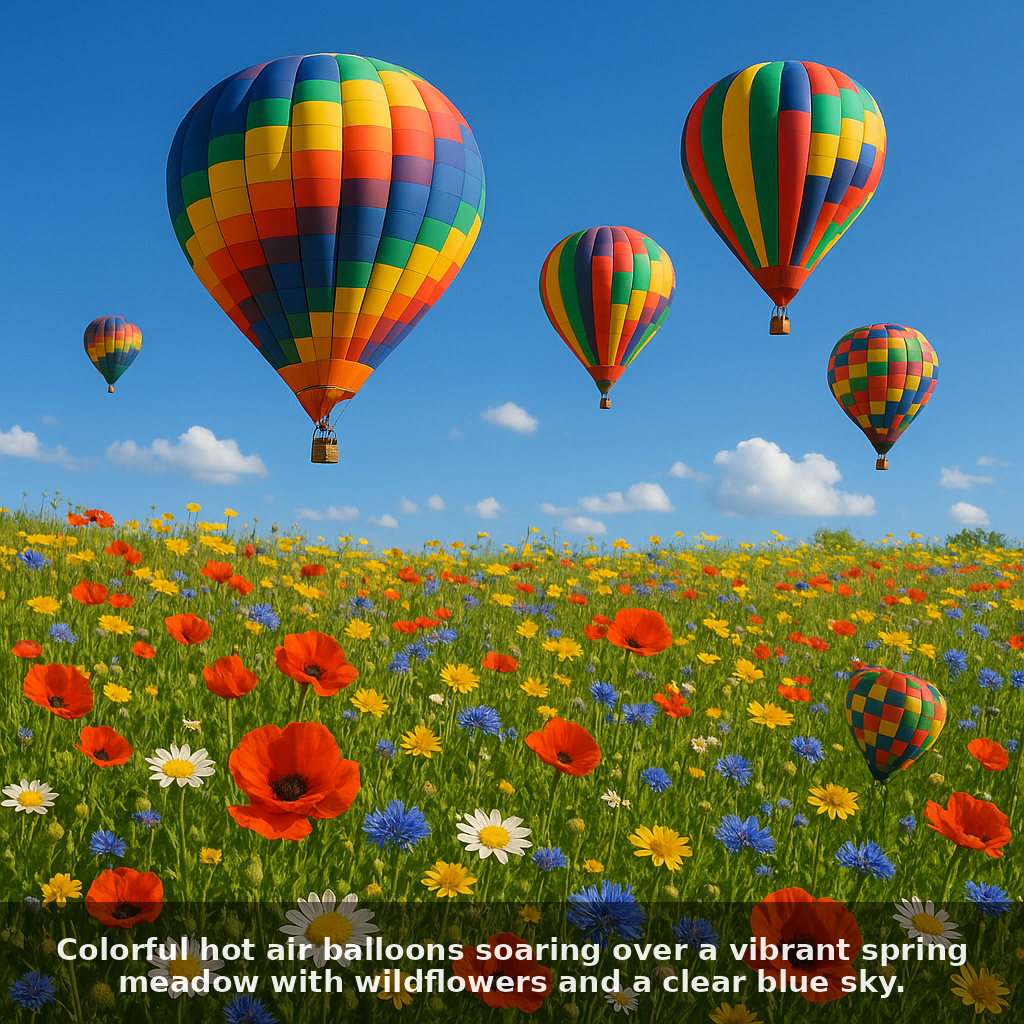 Colorful hot air balloons soaring over a vibrant spring
meadow with wildflowers and a clear blue sky.